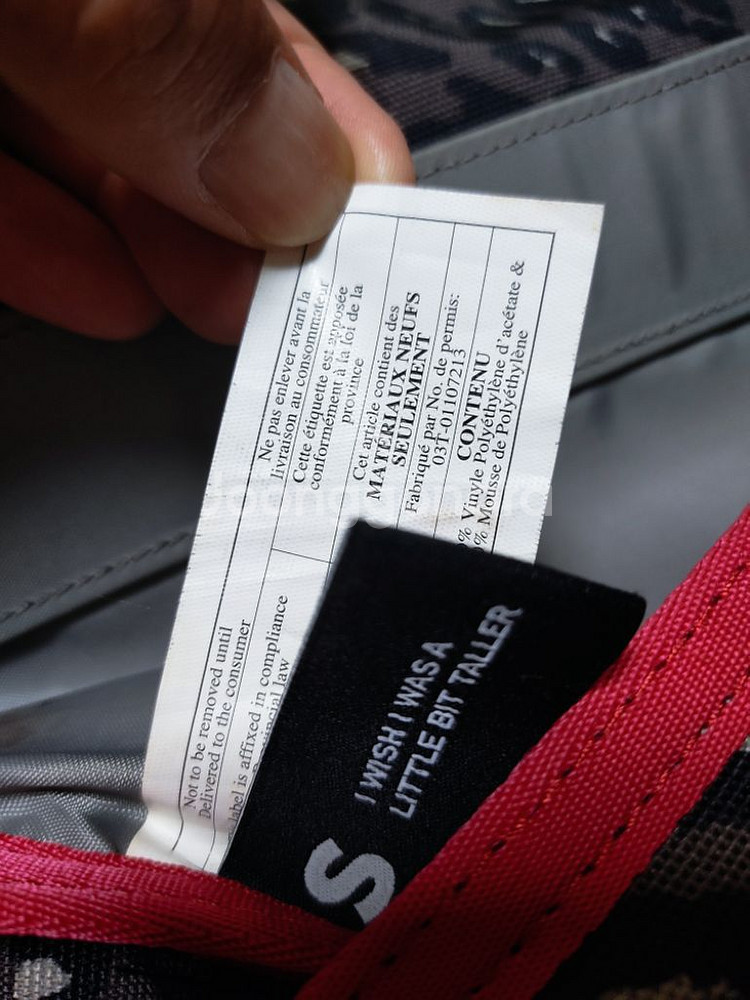 Ne pas enlever avant la
livraison au consommateur
Cette étiquette est apposée
conformément à la loi de la
province
Cet article contient des
MATÉRIAUX NEUFS
SEULEMENT
Fabriqué par No. de permis:
03T-01107213
CONTENU
% Vinyle Polyéthylène d'acétate &
% Mousse de Polyéthylène
Not to be removed until
Delivered to the consumer
label is affixed in compliance
law
I WISH I WAS A
LITTLE BIT TALLER
S